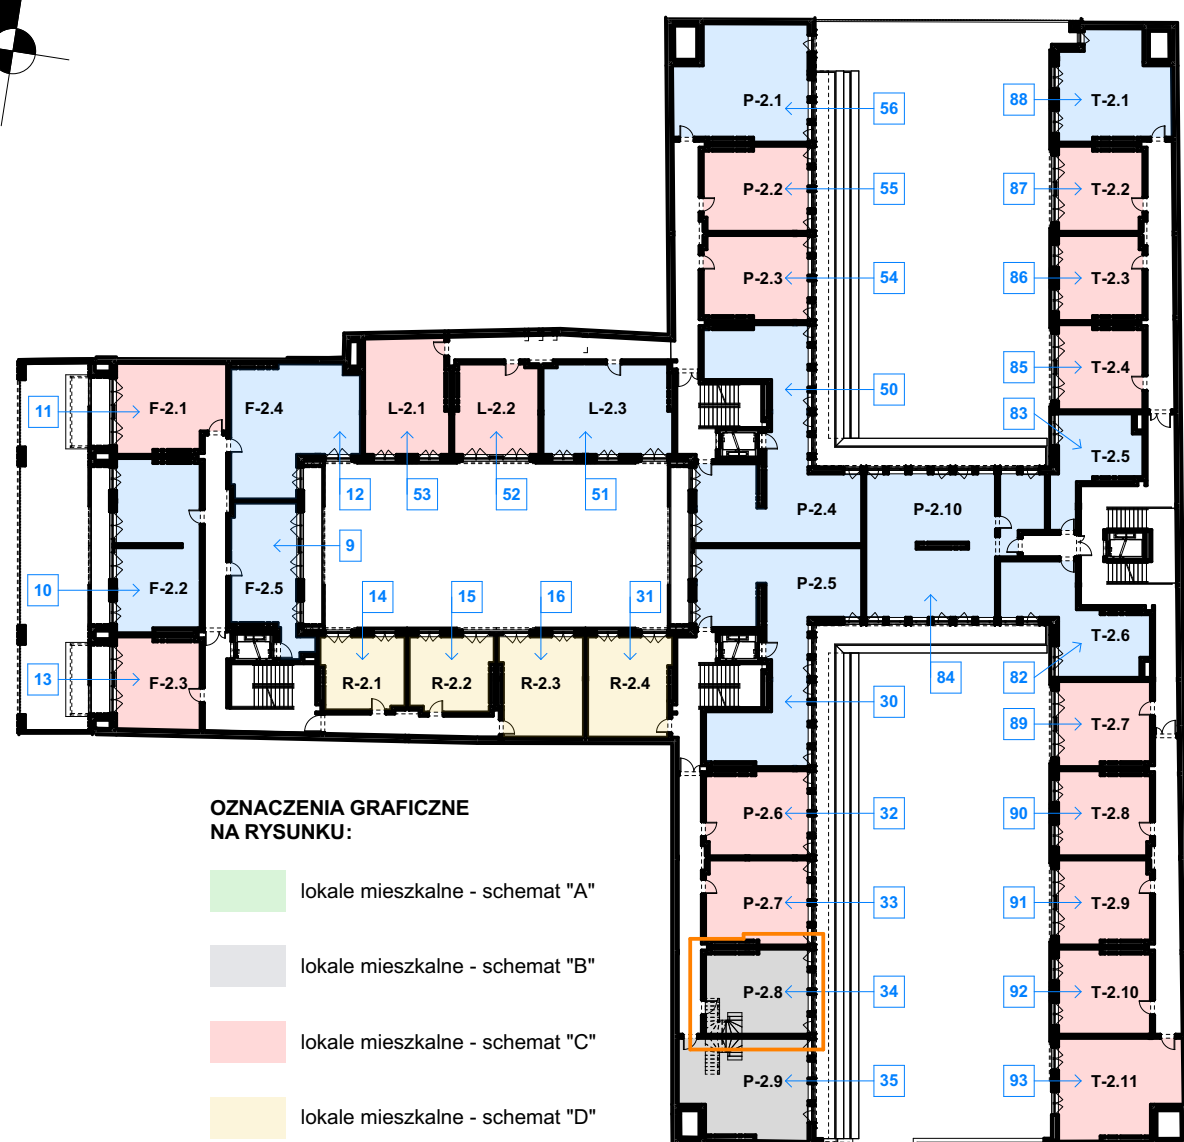 P-2.1
56
88
T-2.1
P-2.2
55
87
T-2.2
P-2.3
54
86
T-2.3
50
85
T-2.4
83
T-2.5
11
F-2.1
F-2.4
L-2.1
L-2.2
L-2.3
12
53
52
51
P-2.4
P-2.10
9
10
F-2.2
F-2.5
14
15
16
31
P-2.5
T-2.6
13
F-2.3
R-2.1
R-2.2
R-2.3
R-2.4
84
82
30
89
T-2.7
P-2.6
32
90
T-2.8
P-2.7
33
91
T-2.9
P-2.8
34
92
T-2.10
P-2.9
35
93
T-2.11
OZNACZENIA GRAFICZNE
NA RYSUNKU:
lokale mieszkalne - schemat "A"
lokale mieszkalne - schemat "B"
lokale mieszkalne - schemat "C"
lokale mieszkalne - schemat "D"